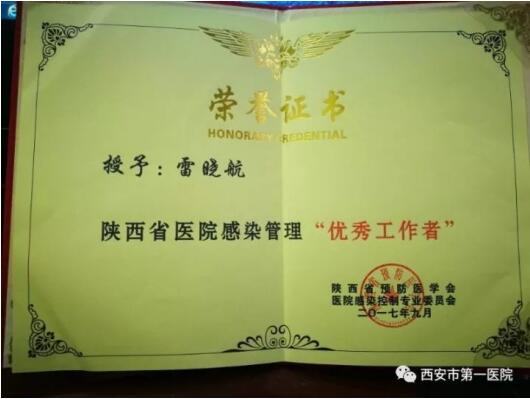 荣誉证书
HONORARY CREDENTIAL
授予：雷晓航
陕西省医院感染管理“优秀工作者”
陕西省预防医学会
医院感染控制专业委员会
二〇一七年九月
西安市第一医院